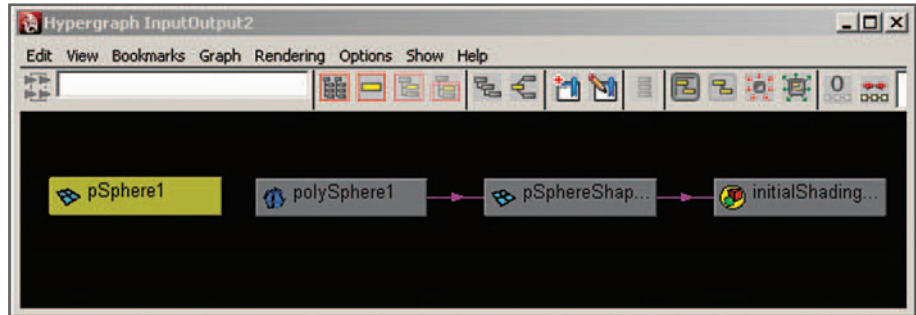 Hypergraph InputOutput2
Edit View Bookmarks Graph Rendering Options Show Help
0
pSphere1 polySphere1 pSphereShap... initialShading...